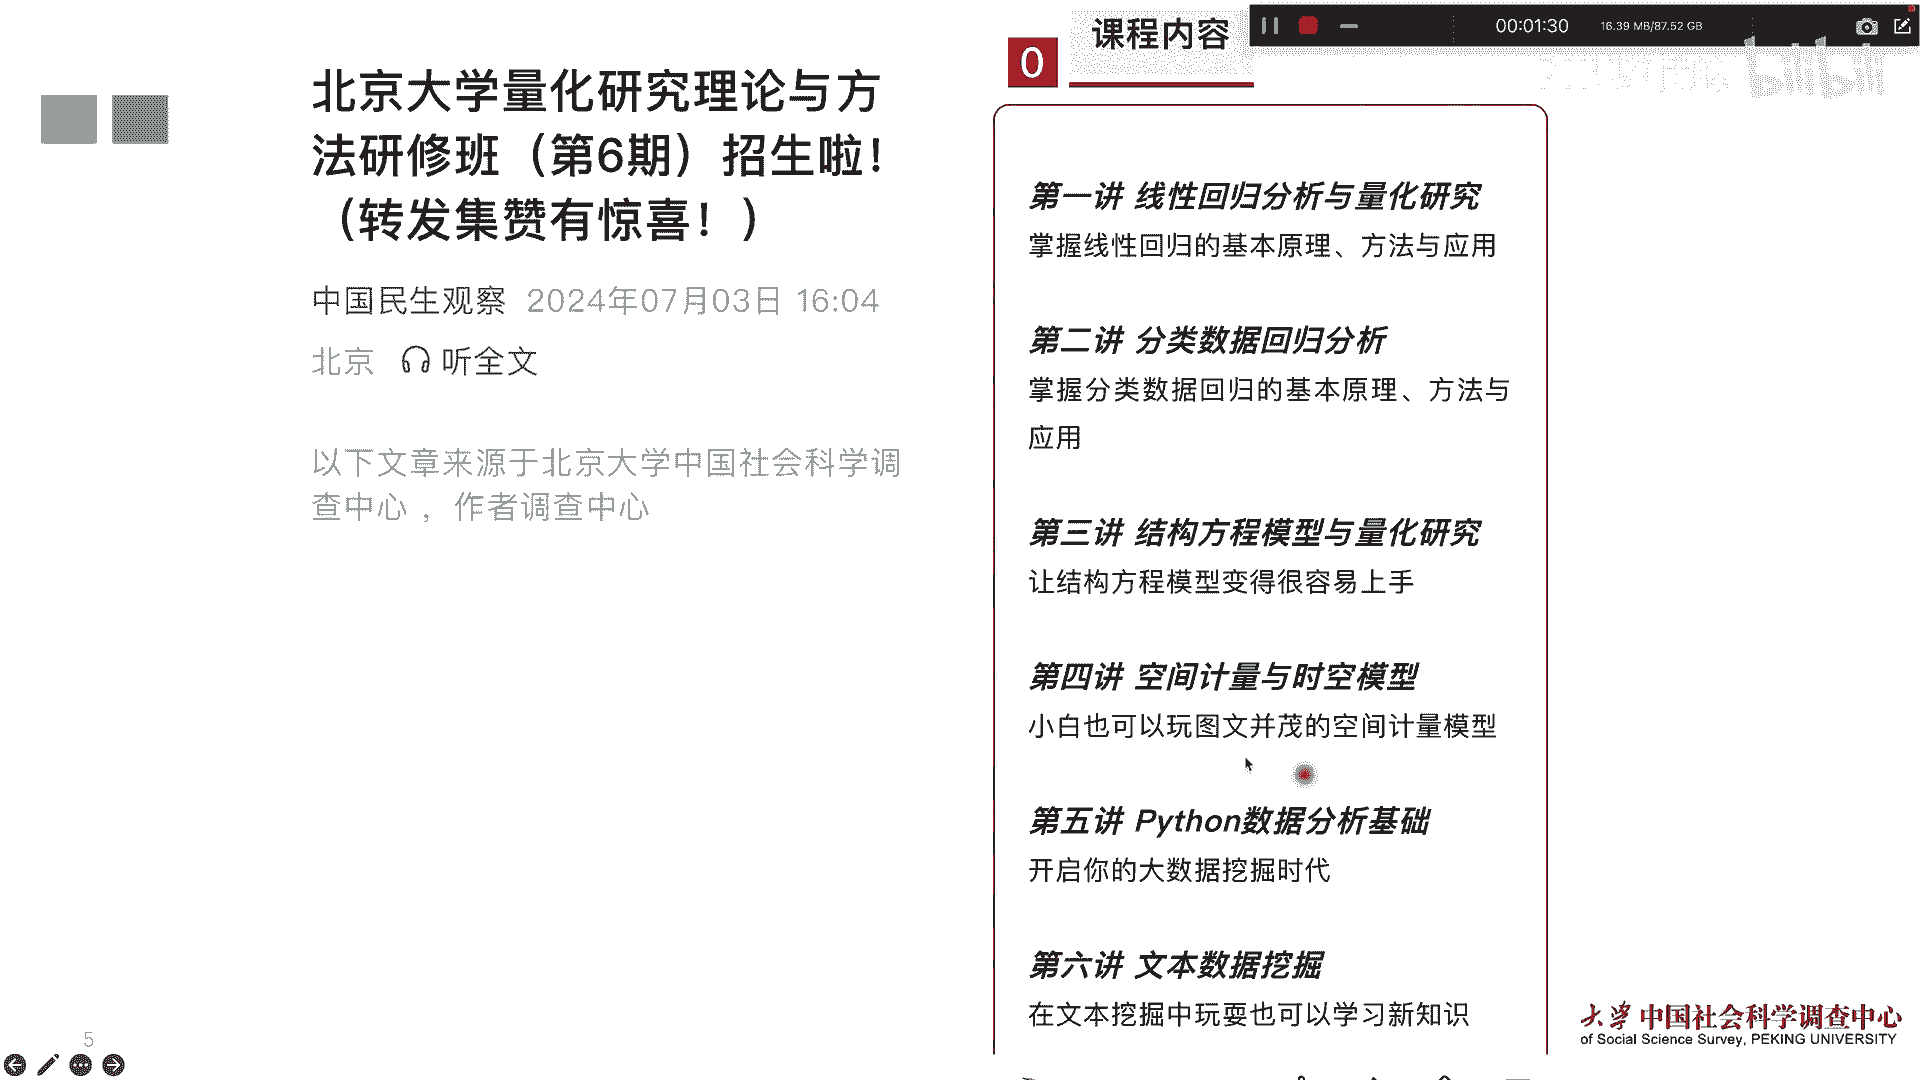 北京大学量化研究理论与方
法研修班（第6期）招生啦！
（转发集赞有惊喜！）
中国民生观察 2024年07月03日 16:04
北京 听全文
以下文章来源于北京大学中国社会科学调
查中心 ，作者调查中心
5
0
课程内容
00:01:30
16.39 MB/87.52 GB
bilibili
第一讲 线性回归分析与量化研究
掌握线性回归的基本原理、方法与应用
第二讲 分类数据回归分析
掌握分类数据回归的基本原理、方法与
应用
第三讲 结构方程模型与量化研究
让结构方程模型变得很容易上手
第四讲 空间计量与时空模型
小白也可以玩图文并茂的空间计量模型
第五讲 Python数据分析基础
开启你的大数据挖掘时代
第六讲 文本数据挖掘
在文本挖掘中玩耍也可以学习新知识
大学 中国社会科学调查中心
of Social Science Survey, PEKING UNIVERSITY